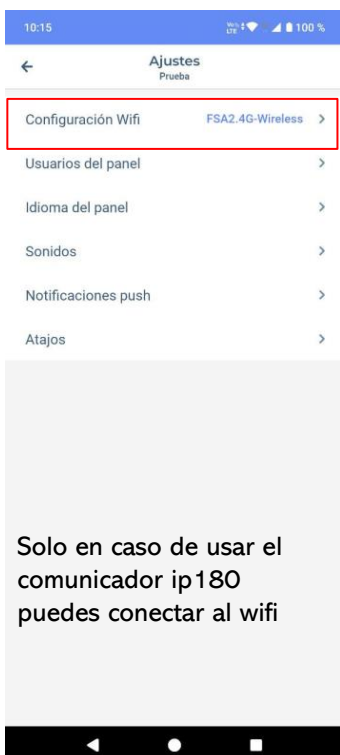 10:15
LTE 100 %
Ajustes
Prueba
Configuración Wifi FSA2.4G-Wireless
Usuarios del panel
Idioma del panel
Sonidos
Notificaciones push
Atajos
Solo en caso de usar el
comunicador ip180
puedes conectar al wifi